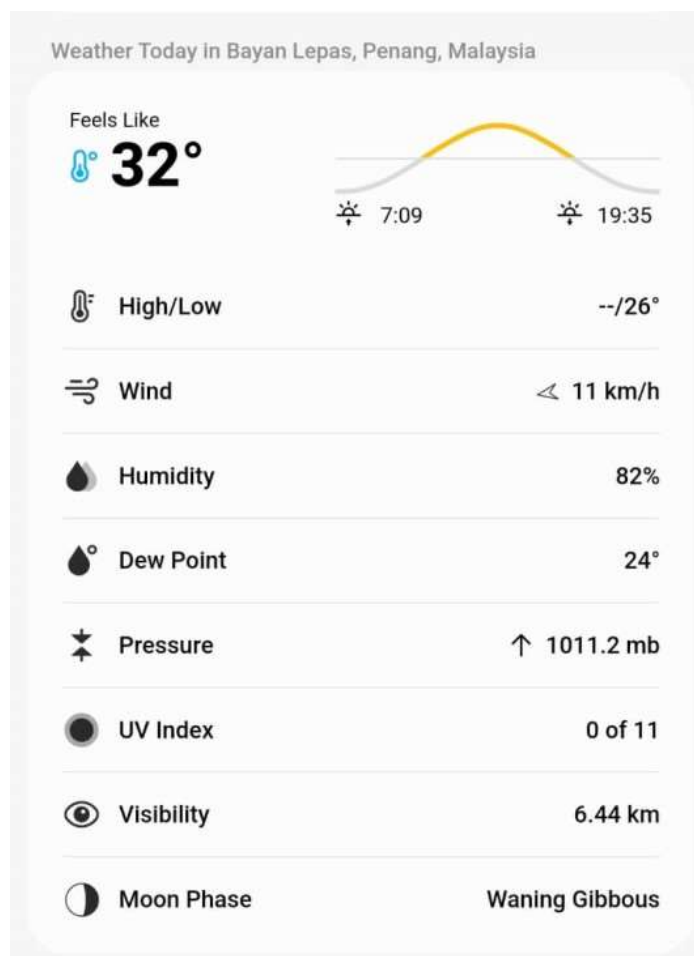 Weather Today in Bayan Lepas, Penang, Malaysia
Feels Like
32°
7:09 19:35
High/Low --/26°
Wind 11 km/h
Humidity 82%
Dew Point 24°
Pressure ↑ 1011.2 mb
UV Index 0 of 11
Visibility 6.44 km
Moon Phase Waning Gibbous